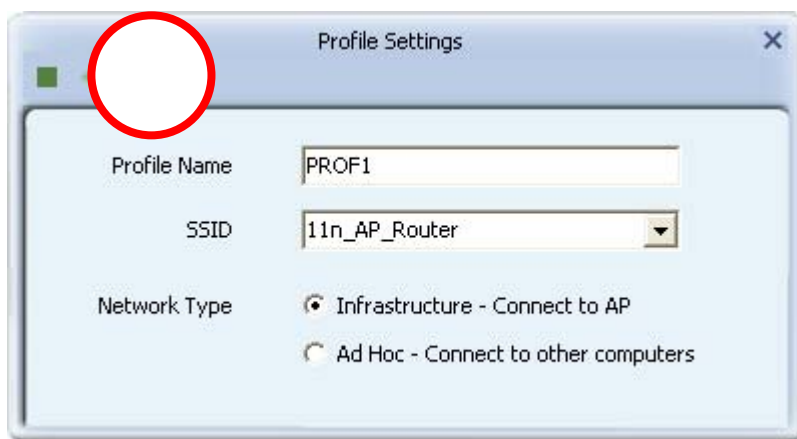 Profile Settings
Profile Name PROF1
SSID 11n_AP_Router
Network Type Infrastructure - Connect to AP
Ad Hoc - Connect to other computers